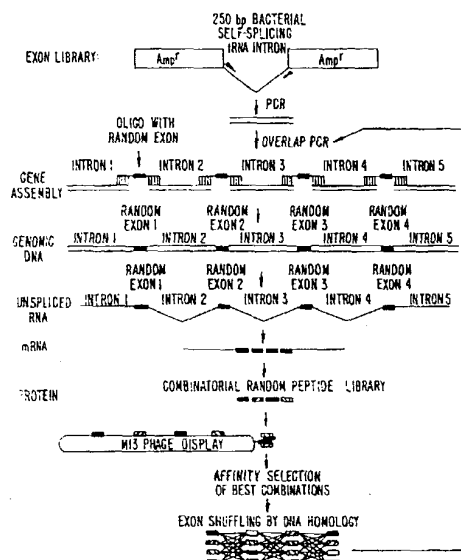 250 bp BACTERIAL
SELF-SPLICING
tRNA INTRON
EXON LIBRARY:
Ampr
Ampr
PCR
OLIGO WITH
RANDOM EXON
OVERLAP PCR
INTRON 1 INTRON 2 INTRON 3 INTRON 4 INTRON 5
GENE
ASSEMBLY
RANDOM EXON 1 RANDOM EXON 2 RANDOM EXON 3 RANDOM EXON 4
GENOMIC
DNA
INTRON 1 INTRON 2 INTRON 3 INTRON 4 INTRON 5
RANDOM EXON 1 RANDOM EXON 2 RANDOM EXON 3 RANDOM EXON 4
UNSPLICED
RNA
INTRON 1 INTRON 2 INTRON 3 INTRON 4 INTRON 5
mRNA
PROTEIN
COMBINATORIAL RANDOM PEPTIDE LIBRARY
M13 PHAGE DISPLAY
AFFINITY SELECTION
OF BEST COMBINATIONS
EXON SHUFFLING BY DNA HOMOLOGY